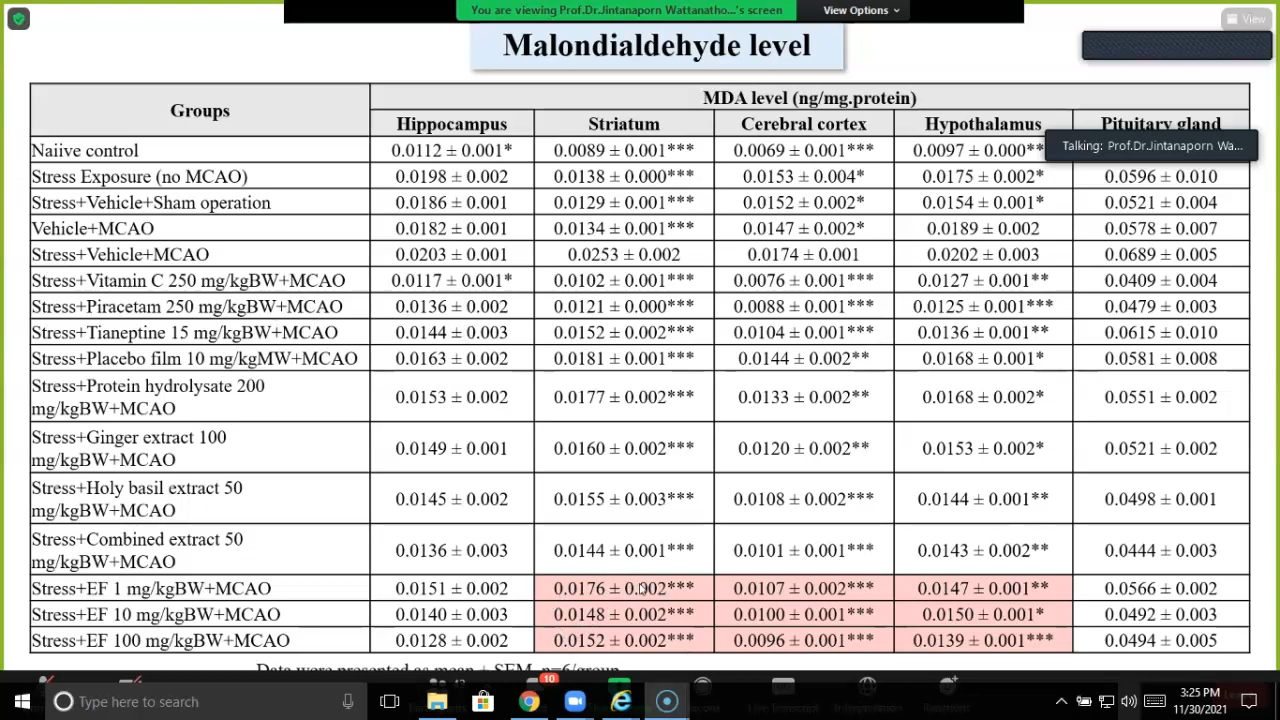 You are viewing Prof.Dr.Jintanaporn Wattanatho...'s screen View Options
View
Malondialdehyde level
Groups MDA level (ng/mg.protein)
Hippocampus Striatum Cerebral cortex Hypothalamus Pituitary gland
Talking: Prof.Dr.Jintanaporn Wa...
Naiive control 0.0112 ± 0.001* 0.0089 ± 0.001*** 0.0069 ± 0.001*** 0.0097 ± 0.000**
Stress Exposure (no MCAO) 0.0198 ± 0.002 0.0138 ± 0.000*** 0.0153 ± 0.004* 0.0175 ± 0.002* 0.0596 ± 0.010
Stress+Vehicle+Sham operation 0.0186 ± 0.001 0.0129 ± 0.001*** 0.0152 ± 0.002* 0.0154 ± 0.001* 0.0521 ± 0.004
Vehicle+MCAO 0.0182 ± 0.001 0.0134 ± 0.001*** 0.0147 ± 0.002* 0.0189 ± 0.002 0.0578 ± 0.007
Stress+Vehicle+MCAO 0.0203 ± 0.001 0.0253 ± 0.002 0.0174 ± 0.001 0.0202 ± 0.003 0.0689 ± 0.005
Stress+Vitamin C 250 mg/kgBW+MCAO 0.0117 ± 0.001* 0.0102 ± 0.001*** 0.0076 ± 0.001*** 0.0127 ± 0.001** 0.0409 ± 0.004
Stress+Piracetam 250 mg/kgBW+MCAO 0.0136 ± 0.002 0.0121 ± 0.000*** 0.0088 ± 0.001*** 0.0125 ± 0.001*** 0.0479 ± 0.003
Stress+Tianeptine 15 mg/kgBW+MCAO 0.0144 ± 0.003 0.0152 ± 0.002*** 0.0104 ± 0.001*** 0.0136 ± 0.001** 0.0615 ± 0.010
Stress+Placebo film 10 mg/kgMW+MCAO 0.0163 ± 0.002 0.0181 ± 0.001*** 0.0144 ± 0.002** 0.0168 ± 0.001* 0.0581 ± 0.008
Stress+Protein hydrolysate 200
mg/kgBW+MCAO 0.0153 ± 0.002 0.0177 ± 0.002*** 0.0133 ± 0.002** 0.0168 ± 0.002* 0.0551 ± 0.002
Stress+Ginger extract 100
mg/kgBW+MCAO 0.0149 ± 0.001 0.0160 ± 0.002*** 0.0120 ± 0.002** 0.0153 ± 0.002* 0.0521 ± 0.002
Stress+Holy basil extract 50
mg/kgBW+MCAO 0.0145 ± 0.002 0.0155 ± 0.003*** 0.0108 ± 0.002*** 0.0144 ± 0.001** 0.0498 ± 0.001
Stress+Combined extract 50
mg/kgBW+MCAO 0.0136 ± 0.003 0.0144 ± 0.001*** 0.0101 ± 0.001*** 0.0143 ± 0.002** 0.0444 ± 0.003
Stress+EF 1 mg/kgBW+MCAO 0.0151 ± 0.002 0.0176 ± 0.002*** 0.0107 ± 0.002*** 0.0147 ± 0.001** 0.0566 ± 0.002
Stress+EF 10 mg/kgBW+MCAO 0.0140 ± 0.003 0.0148 ± 0.002*** 0.0100 ± 0.001*** 0.0150 ± 0.001* 0.0492 ± 0.003
Stress+EF 100 mg/kgBW+MCAO 0.0128 ± 0.002 0.0152 ± 0.002*** 0.0096 ± 0.001*** 0.0139 ± 0.001*** 0.0494 ± 0.005
Data were presented as mean ± SEM, n=6/group
10
Type here to search
3:25 PM
11/30/2021